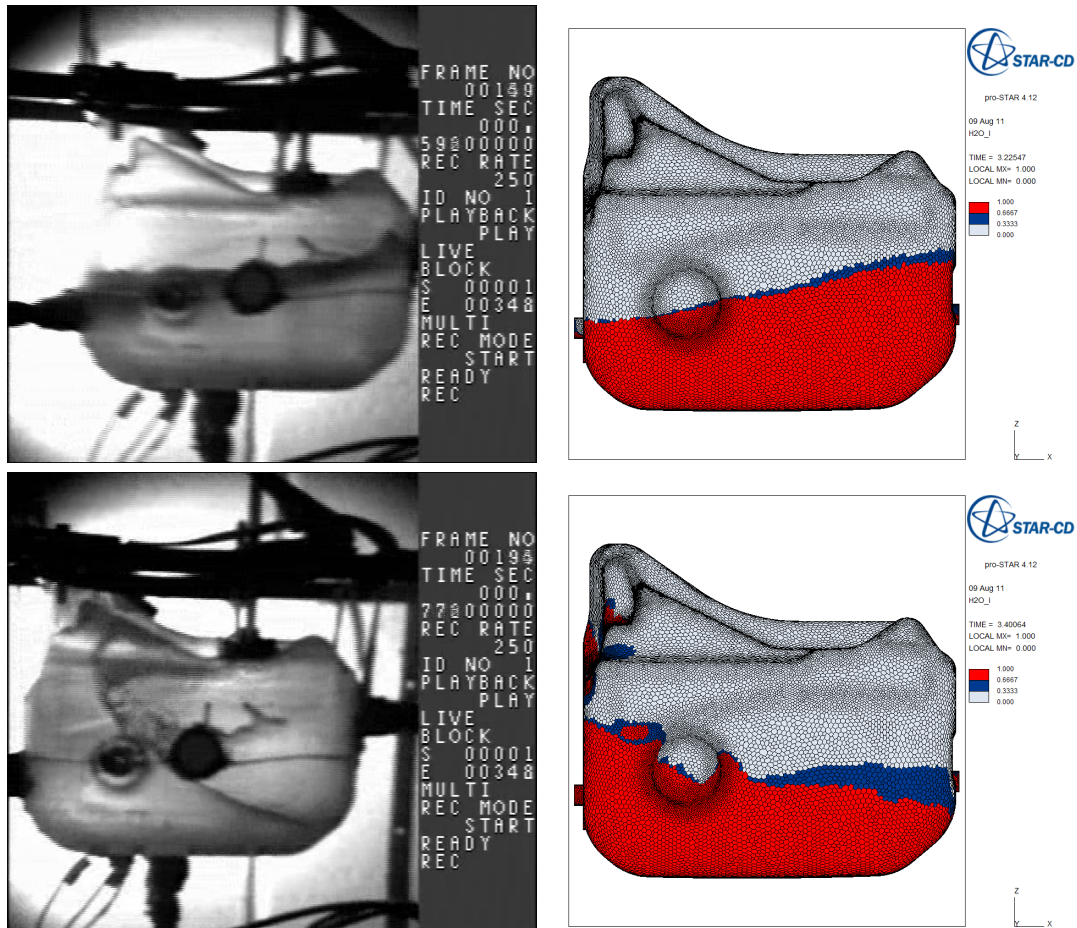 FRAME NO
TIME SEC
000.
REC RATE
250
ID NO 1
PLAYBACK
PLAY
LIVE
BLOCK
S 00001
E 00348
MULTI
REC MODE
START
READY
REC
STAR-CD
pro-STAR 4.12
09 Aug 11
H2O_l
TIME = 3.22547
LOCAL MX= 1.000
LOCAL MN= 0.000
1.000
0.6667
0.3333
0.000
Z
Y X
FRAME NO
TIME SEC
000.
REC RATE
250
ID NO 1
PLAYBACK
PLAY
LIVE
BLOCK
S 00001
E 00348
MULTI
REC MODE
START
READY
REC
STAR-CD
pro-STAR 4.12
09 Aug 11
H2O_l
TIME = 3.40064
LOCAL MX= 1.000
LOCAL MN= 0.000
1.000
0.6667
0.3333
0.000
Z
Y X